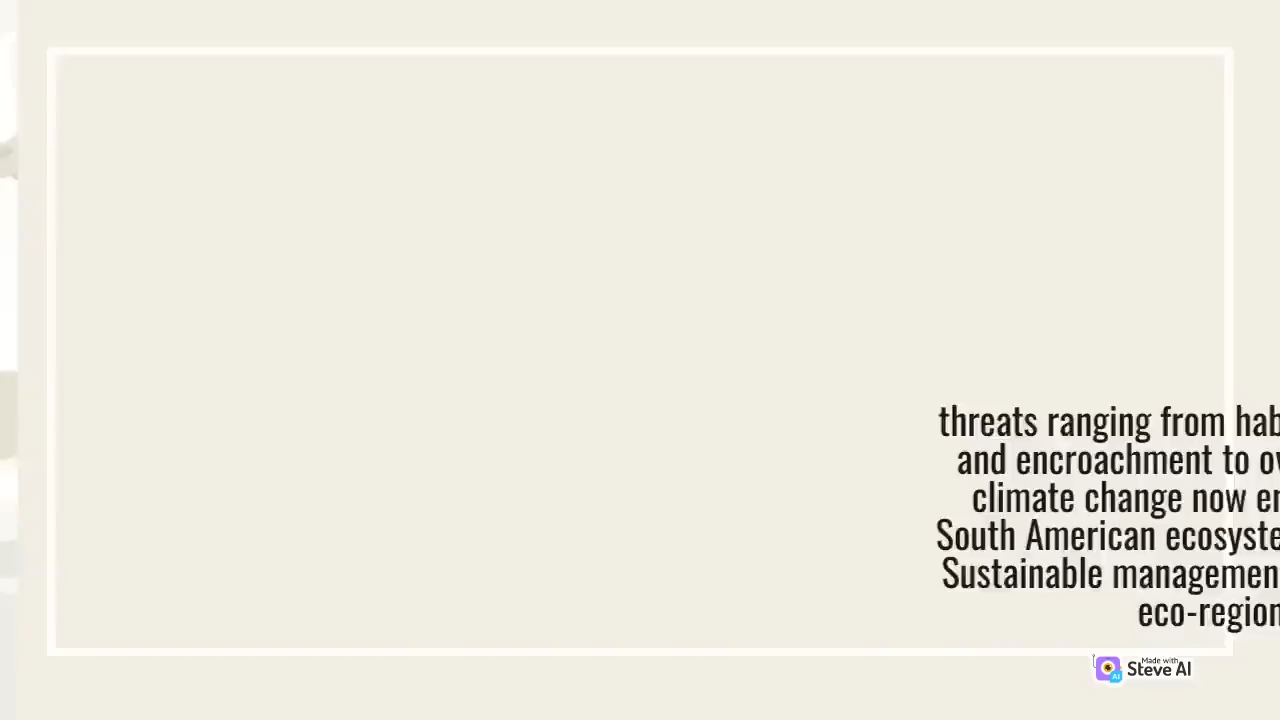 threats ranging from hab
and encroachment to ov
climate change now en
South American ecosyste
Sustainable managemen
eco-region
Made with
Steve AI